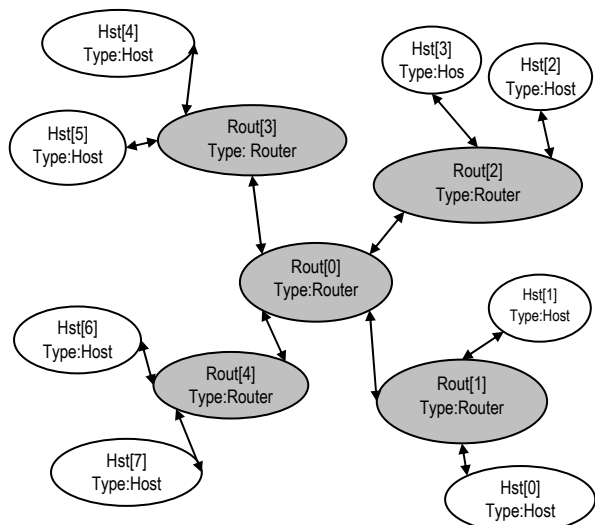 Hst[4]
Type:Host
Hst[3]
Type:Hos
Hst[2]
Type:Host
Hst[5]
Type:Host
Rout[3]
Type: Router
Rout[2]
Type:Router
Rout[0]
Type:Router
Hst[1]
Type:Host
Hst[6]
Type:Host
Rout[4]
Type:Router
Rout[1]
Type:Router
Hst[7]
Type:Host
Hst[0]
Type:Host